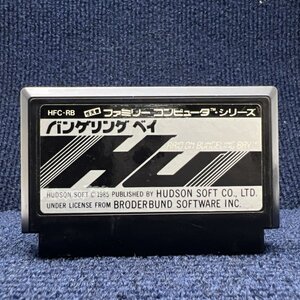 HFC-RB ファミリー コンピュータ™シリーズ
バンゲリング ベイ
HUDSON SOFT © 1985 PUBLISHED BY HUDSON SOFT CO., LTD.
UNDER LICENSE FROM BRODERBUND SOFTWARE INC.